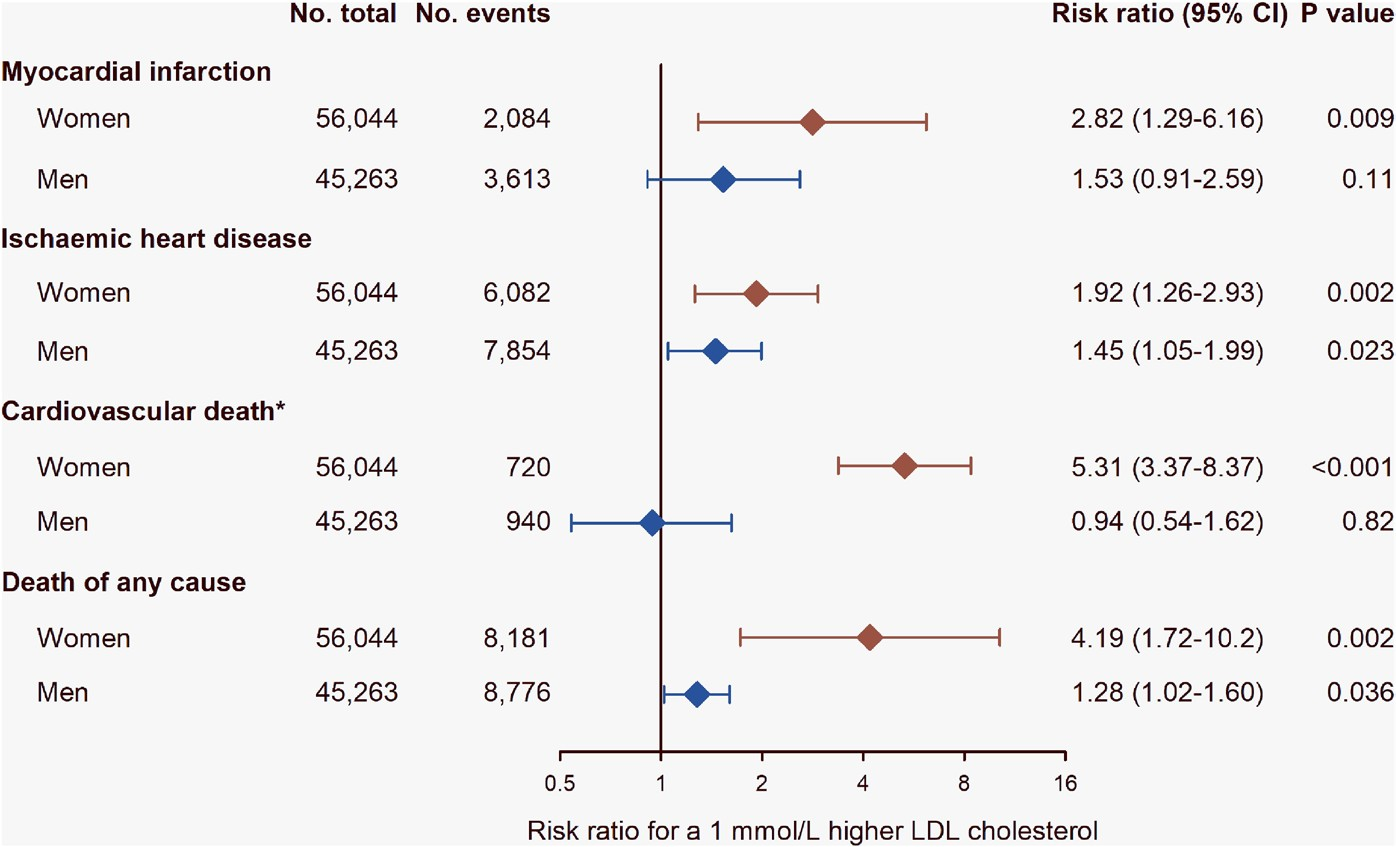 No. total No. events Risk ratio (95% CI) P value
Myocardial infarction
Women 56,044 2,084 2.82 (1.29-6.16) 0.009
Men 45,263 3,613 1.53 (0.91-2.59) 0.11
Ischaemic heart disease
Women 56,044 6,082 1.92 (1.26-2.93) 0.002
Men 45,263 7,854 1.45 (1.05-1.99) 0.023
Cardiovascular death*
Women 56,044 720 5.31 (3.37-8.37) <0.001
Men 45,263 940 0.94 (0.54-1.62) 0.82
Death of any cause
Women 56,044 8,181 4.19 (1.72-10.2) 0.002
Men 45,263 8,776 1.28 (1.02-1.60) 0.036
0.5 1 2 4 8 16
Risk ratio for a 1 mmol/L higher LDL cholesterol